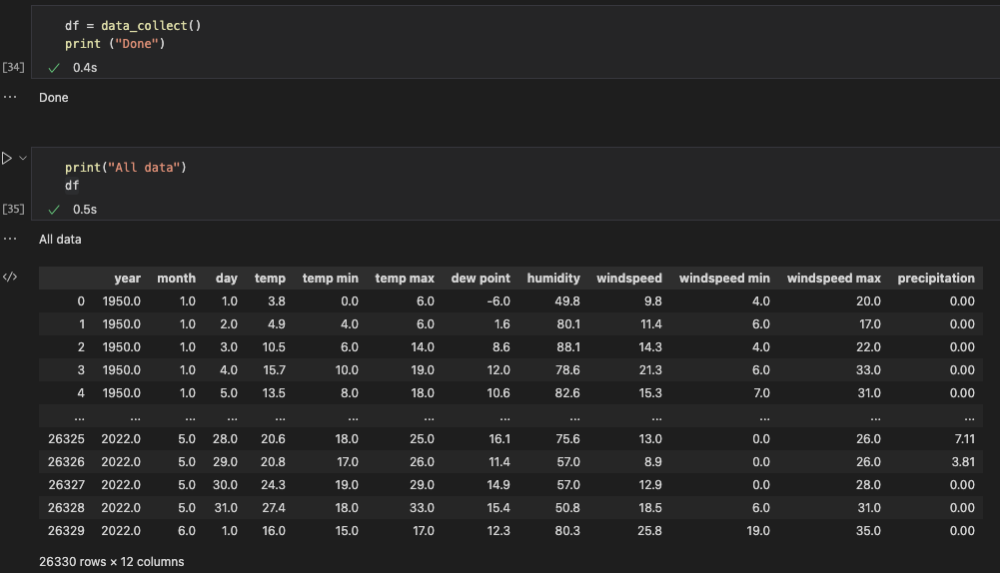 df = data_collect()
print ("Done")
[34] ✓ 0.4s
... Done
print("All data")
df
[35] ✓ 0.5s
... All data
</> year month day temp temp min temp max dew point humidity windspeed windspeed min windspeed max precipitation
0 1950.0 1.0 1.0 3.8 0.0 6.0 -6.0 49.8 9.8 4.0 20.0 0.00
1 1950.0 1.0 2.0 4.9 4.0 6.0 1.6 80.1 11.4 6.0 17.0 0.00
2 1950.0 1.0 3.0 10.5 6.0 14.0 8.6 88.1 14.3 4.0 22.0 0.00
3 1950.0 1.0 4.0 15.7 10.0 19.0 12.0 78.6 21.3 6.0 33.0 0.00
4 1950.0 1.0 5.0 13.5 8.0 18.0 10.6 82.6 15.3 7.0 31.0 0.00
... ... ... ... ... ... ... ... ... ... ... ... ...
26325 2022.0 5.0 28.0 20.6 18.0 25.0 16.1 75.6 13.0 0.0 26.0 7.11
26326 2022.0 5.0 29.0 20.8 17.0 26.0 11.4 57.0 8.9 0.0 26.0 3.81
26327 2022.0 5.0 30.0 24.3 19.0 29.0 14.9 57.0 12.9 0.0 28.0 0.00
26328 2022.0 5.0 31.0 27.4 18.0 33.0 15.4 50.8 18.5 6.0 31.0 0.00
26329 2022.0 6.0 1.0 16.0 15.0 17.0 12.3 80.3 25.8 19.0 35.0 0.00
26330 rows × 12 columns